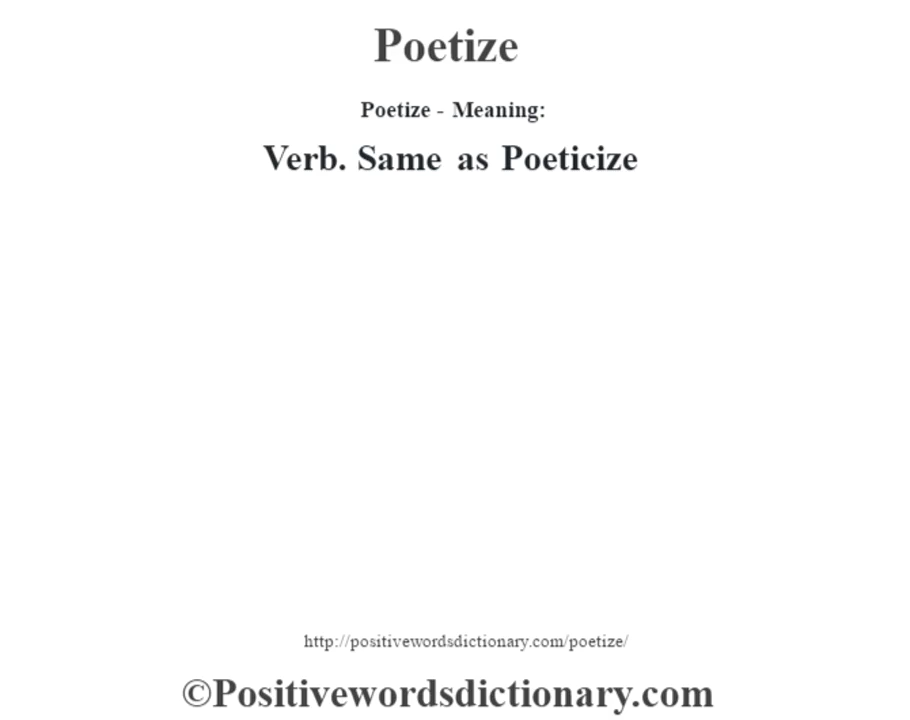 Poetize
Poetize - Meaning:
Verb. Same as Poeticize
http://positivewordsdictionary.com/poetize/
©Positivewordsdictionary.com